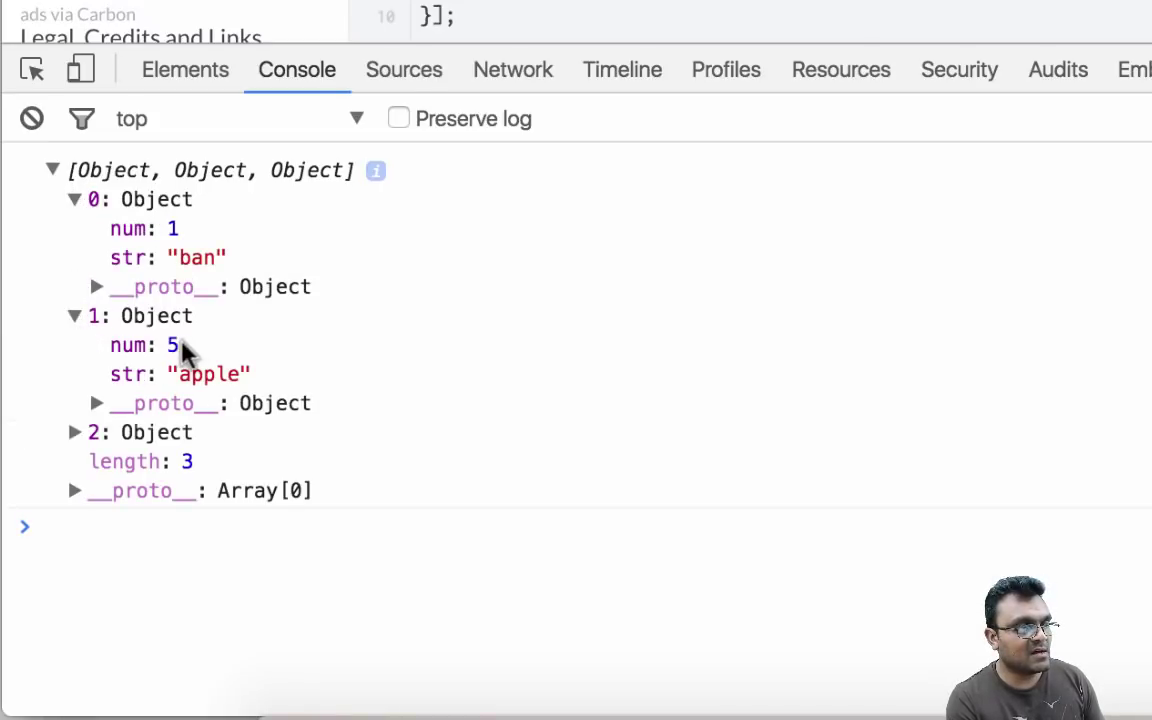 ads via Carbon
Legal, Credits and Links
10 }];
Elements Console Sources Network Timeline Profiles Resources Security Audits Emb
top Preserve log
[Object, Object, Object] i
0: Object
num: 1
str: "ban"
__proto__: Object
1: Object
num: 5
str: "apple"
__proto__: Object
2: Object
length: 3
__proto__: Array[0]